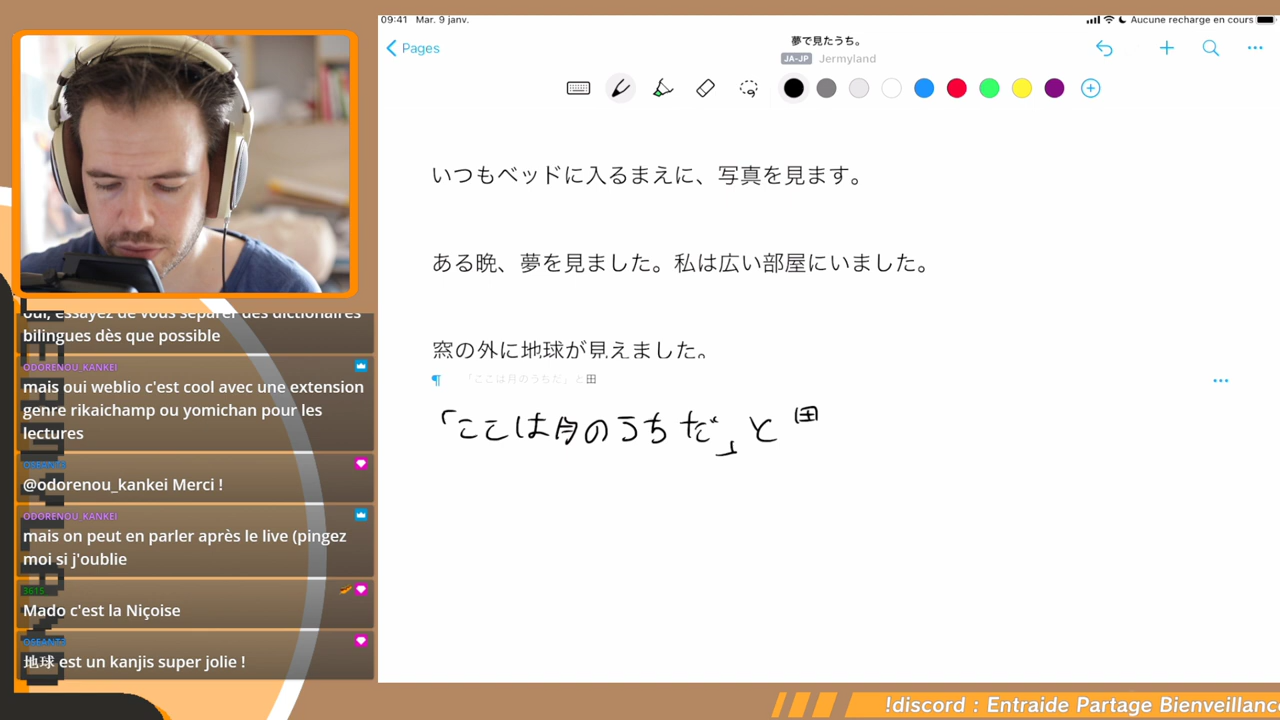 09:41 Mar. 9 janv.
Aucune recharge en cours
Pages
夢で見たうち。
JA-JP Jermyland
いつもベッドに入るまえに、写真を見ます。
ある晩、夢を見ました。私は広い部屋にいました。
窓の外に地球が見えました。
「ここは月のうちだ」と田
「ここは月のうちだ」と田
oui, essayez de vous séparer des dictionaires
bilingues dès que possible
ODORENOU_KANKEI
mais oui weblio c'est cool avec une extension
genre rikaichamp ou yomichan pour les
lectures
@odorenou_kankei Merci !
ODORENOU_KANKEI
mais on peut en parler après le live (pingez
moi si j'oublie
3615
Mado c'est la Niçoise
地球 est un kanjis super jolie !
!discord : Entraide Partage Bienveillanc